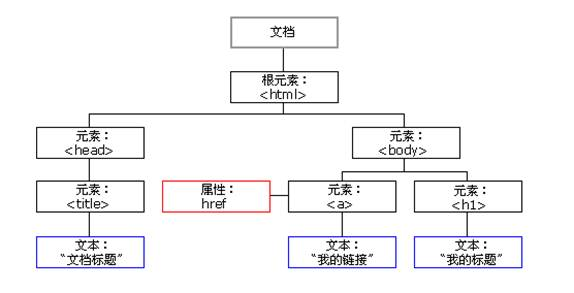 文档
根元素：
<html>
元素：
<head>
元素：
<body>
元素：
<title>
属性：
href
元素：
<a>
元素：
<h1>
文本：
“文档标题”
文本：
“我的链接”
文本：
“我的标题”